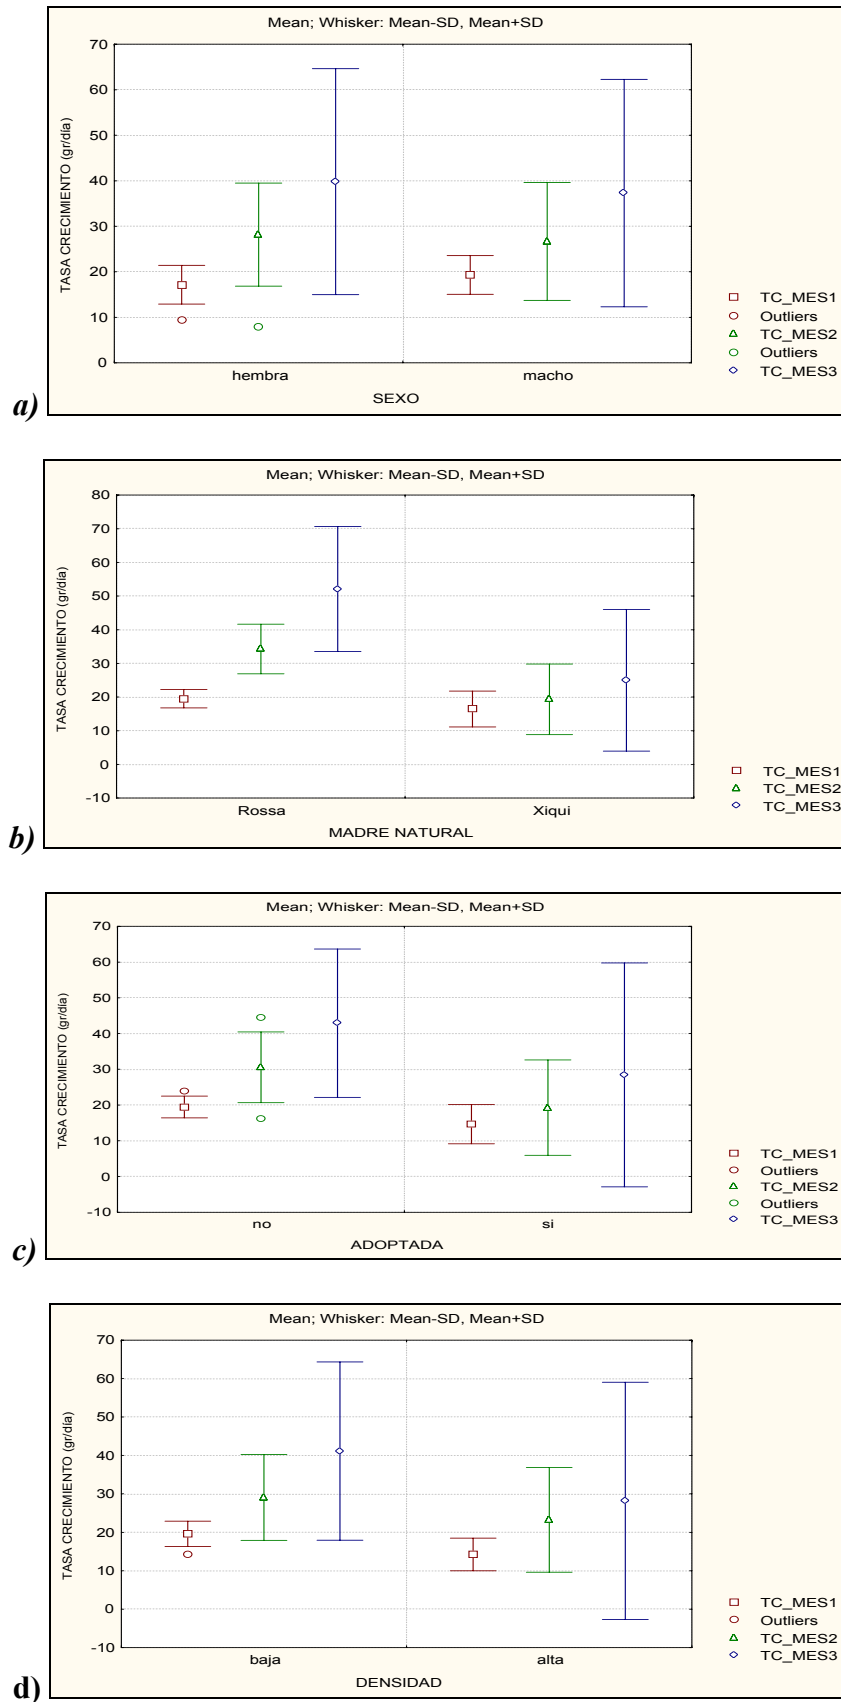 Mean; Whisker: Mean-SD, Mean+SD
70
60
50
40
30
20
10
0
TASA CRECIMIENTO (gr/día)
hembra macho
SEXO
TC_MES1
Outliers
TC_MES2
Outliers
TC_MES3
a)
Mean; Whisker: Mean-SD, Mean+SD
80
70
60
50
40
30
20
10
0
-10
TASA CRECIMIENTO (gr/día)
Rossa Xiqui
MADRE NATURAL
TC_MES1
TC_MES2
TC_MES3
b)
Mean; Whisker: Mean-SD, Mean+SD
70
60
50
40
30
20
10
0
-10
TASA CRECIMIENTO (gr/día)
no si
ADOPTADA
TC_MES1
Outliers
TC_MES2
Outliers
TC_MES3
c)
Mean; Whisker: Mean-SD, Mean+SD
70
60
50
40
30
20
10
0
-10
TASA CRECIMIENTO (gr/día)
baja alta
DENSIDAD
TC_MES1
Outliers
TC_MES2
TC_MES3
d)